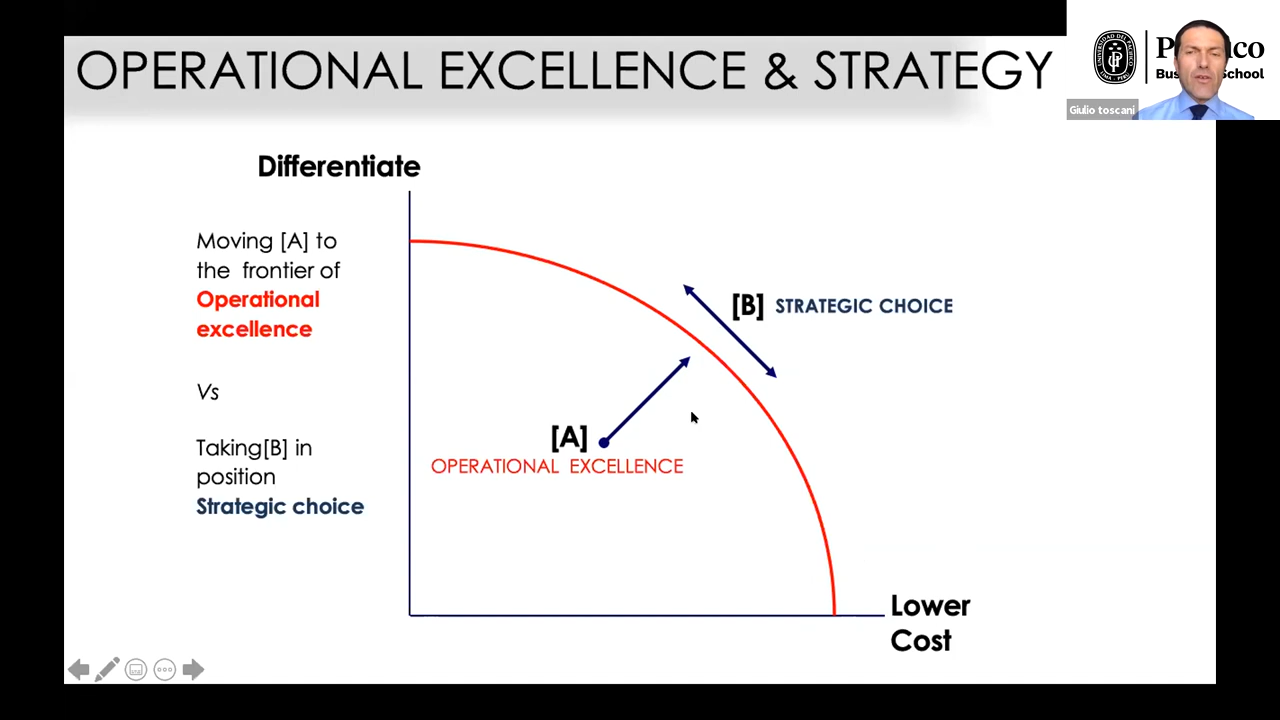 OPERATIONAL EXCELLENCE & STRATEGY
Business School
Giulio toscani
Differentiate
Moving [A] to
the frontier of
Operational
excellence
Vs
Taking[B] in
position
Strategic choice
[B] STRATEGIC CHOICE
[A]
OPERATIONAL EXCELLENCE
Lower
Cost